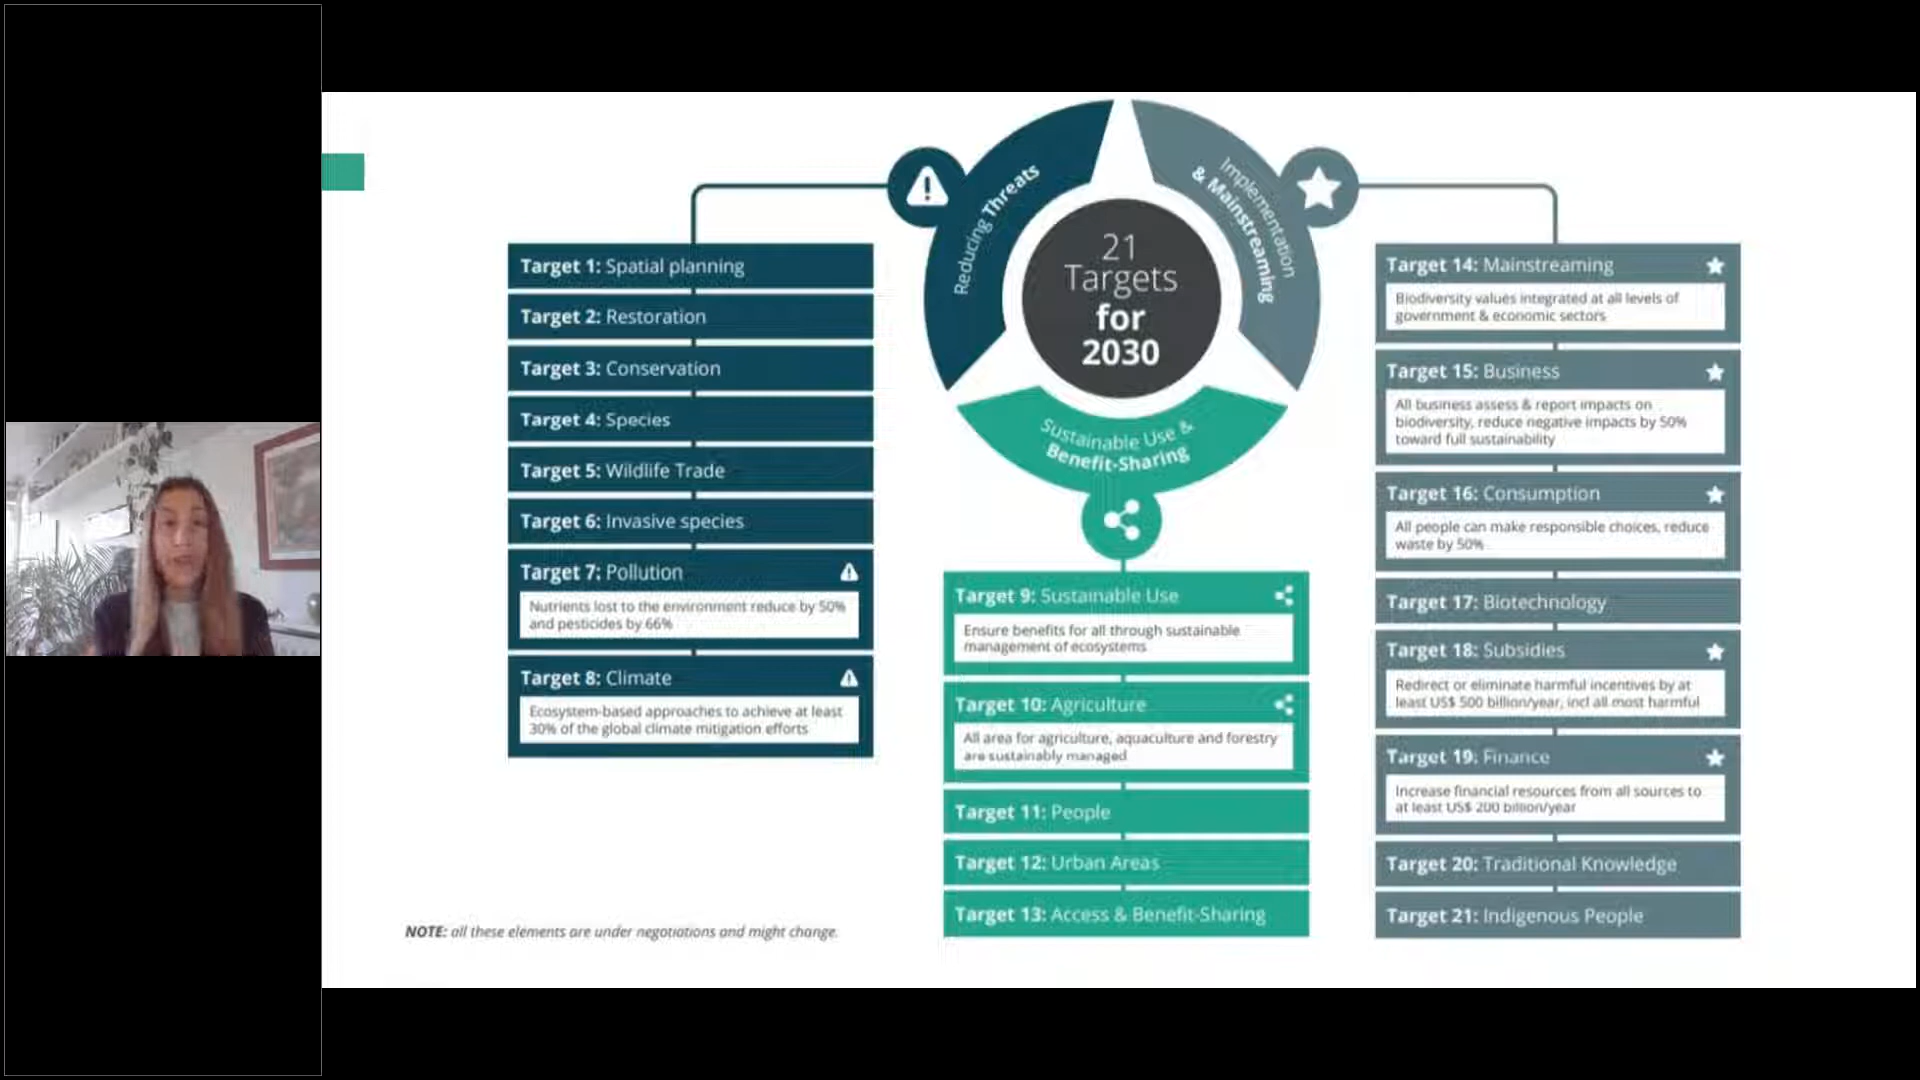 Reducing Threats
Implementation
& Mainstreaming
21
Targets
for
2030
Sustainable Use &
Benefit-Sharing
Target 1: Spatial planning
Target 2: Restoration
Target 3: Conservation
Target 4: Species
Target 5: Wildlife Trade
Target 6: Invasive species
Target 7: Pollution
Nutrients lost to the environment reduce by 50%
and pesticides by 66%
Target 8: Climate
Ecosystem-based approaches to achieve at least
30% of the global climate mitigation efforts
Target 9: Sustainable Use
Ensure benefits for all through sustainable
management of ecosystems
Target 10: Agriculture
All area for agriculture, aquaculture and forestry
are sustainably managed
Target 11: People
Target 12: Urban Areas
Target 13: Access & Benefit-Sharing
Target 14: Mainstreaming
Biodiversity values integrated at all levels of
government & economic sectors
Target 15: Business
All business assess & report impacts on
biodiversity, reduce negative impacts by 50%
toward full sustainability
Target 16: Consumption
All people can make responsible choices, reduce
waste by 50%
Target 17: Biotechnology
Target 18: Subsidies
Redirect or eliminate harmful incentives by at
least US$ 500 billion/year, incl all most harmful
Target 19: Finance
Increase financial resources from all sources to
at least US$ 200 billion/year
Target 20: Traditional Knowledge
Target 21: Indigenous People
NOTE: all these elements are under negotiations and might change.